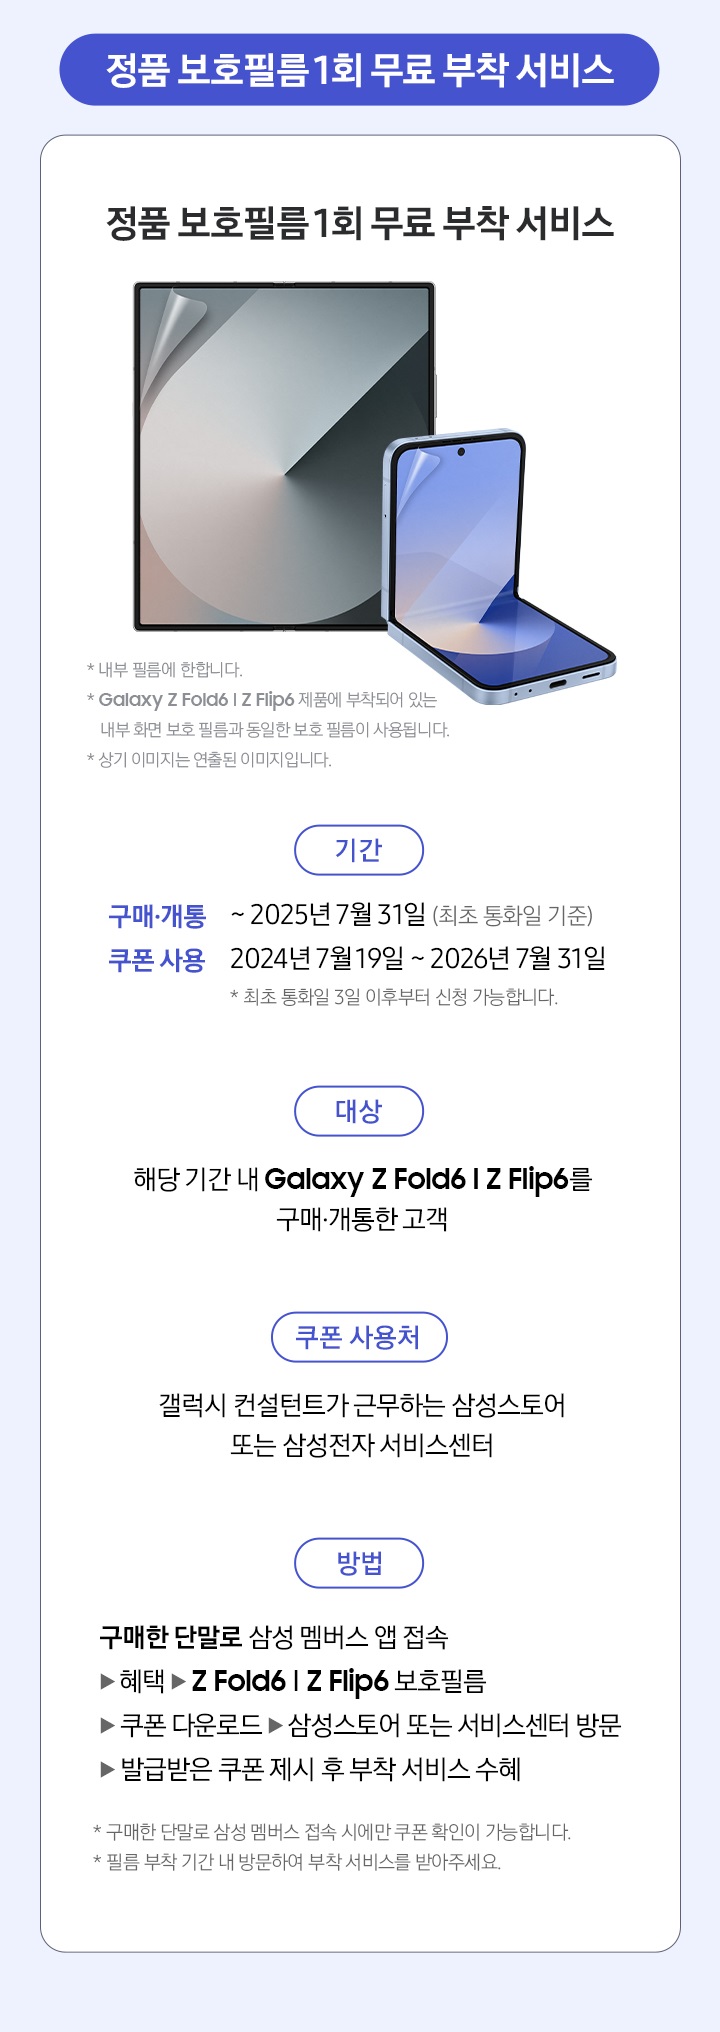 정품 보호필름 1회 무료 부착 서비스
정품 보호필름 1회 무료 부착 서비스
* 내부 필름에 한합니다.
* Galaxy Z Fold6 l Z Flip6 제품에 부착되어 있는
내부 화면 보호 필름과 동일한 보호 필름이 사용됩니다.
* 상기 이미지는 연출된 이미지입니다.
기간
구매·개통 ~ 2025년 7월 31일 (최초 통화일 기준)
쿠폰 사용 2024년 7월 19일 ~ 2026년 7월 31일
* 최초 통화일 3일 이후부터 신청 가능합니다.
대상
해당 기간 내 Galaxy Z Fold6 l Z Flip6를
구매·개통한 고객
쿠폰 사용처
갤럭시 컨설턴트가 근무하는 삼성스토어
또는 삼성전자 서비스센터
방법
구매한 단말로 삼성 멤버스 앱 접속
▶ 혜택 ▶ Z Fold6 l Z Flip6 보호필름
▶ 쿠폰 다운로드 ▶ 삼성스토어 또는 서비스센터 방문
▶ 발급받은 쿠폰 제시 후 부착 서비스 수혜
* 구매한 단말로 삼성 멤버스 접속 시에만 쿠폰 확인이 가능합니다.
* 필름 부착 기간 내 방문하여 부착 서비스를 받아주세요.